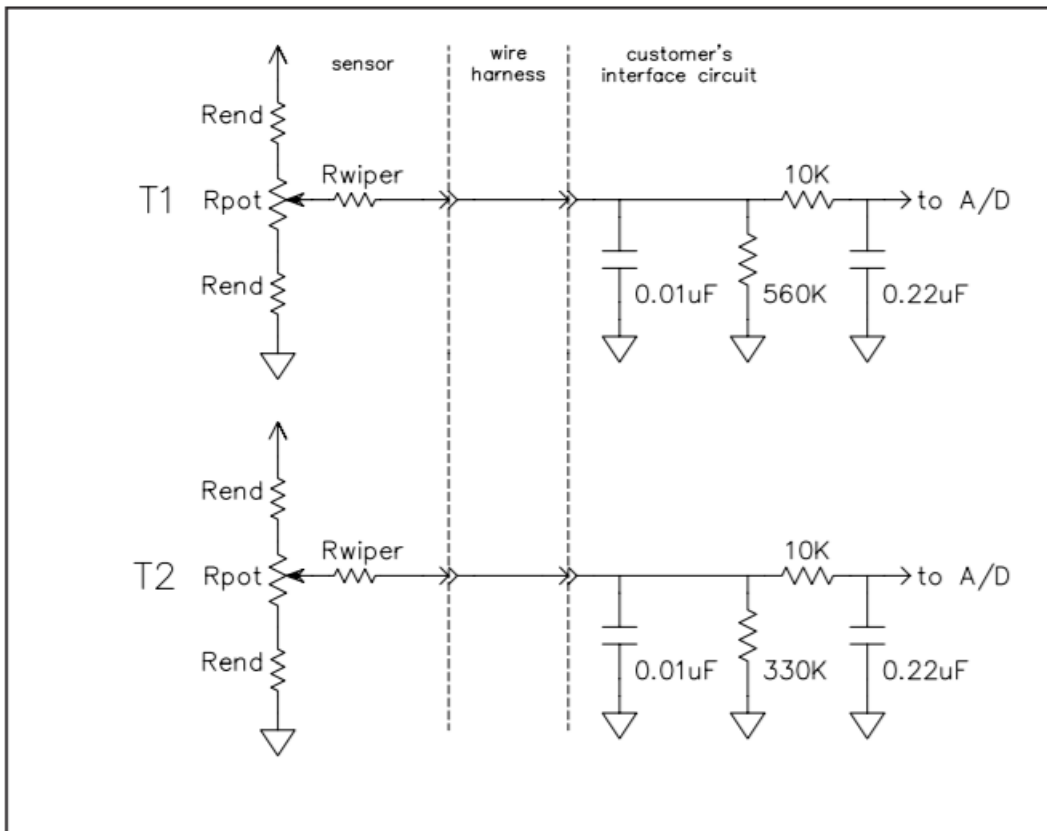 sensor
wire
harness
customer's
interface circuit
Rend
Rwiper
10K
T1
Rpot
to A/D
Rend
0.01uF
560K
0.22uF
Rend
Rwiper
10K
T2
Rpot
to A/D
Rend
0.01uF
330K
0.22uF